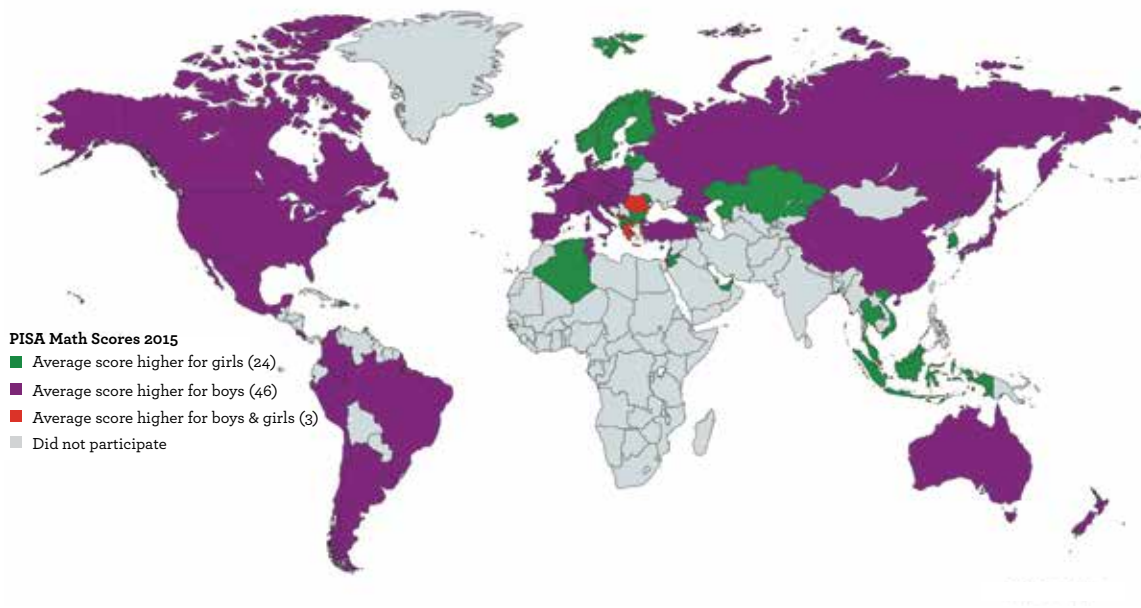 PISA Math Scores 2015
Average score higher for girls (24)
Average score higher for boys (46)
Average score higher for boys & girls (3)
Did not participate